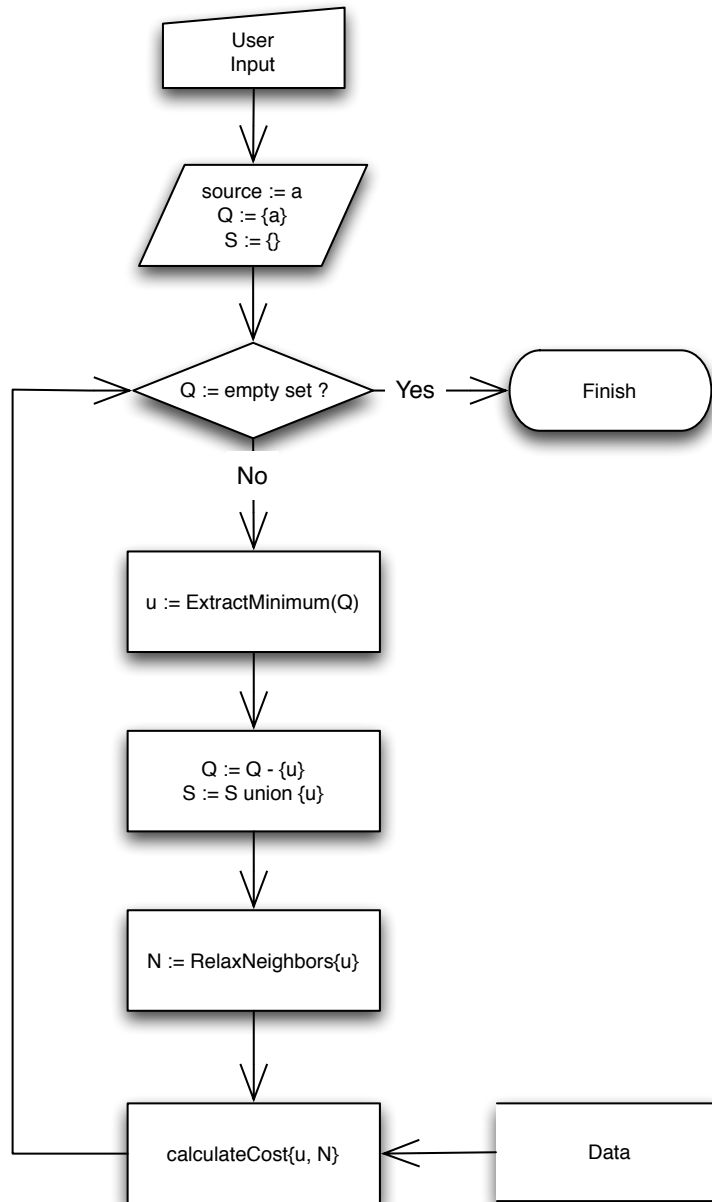 User
Input
source := a
Q := {a}
S := {}
Q := empty set ?
Yes
Finish
No
u := ExtractMinimum(Q)
Q := Q - {u}
S := S union {u}
N := RelaxNeighbors{u}
calculateCost{u, N}
Data